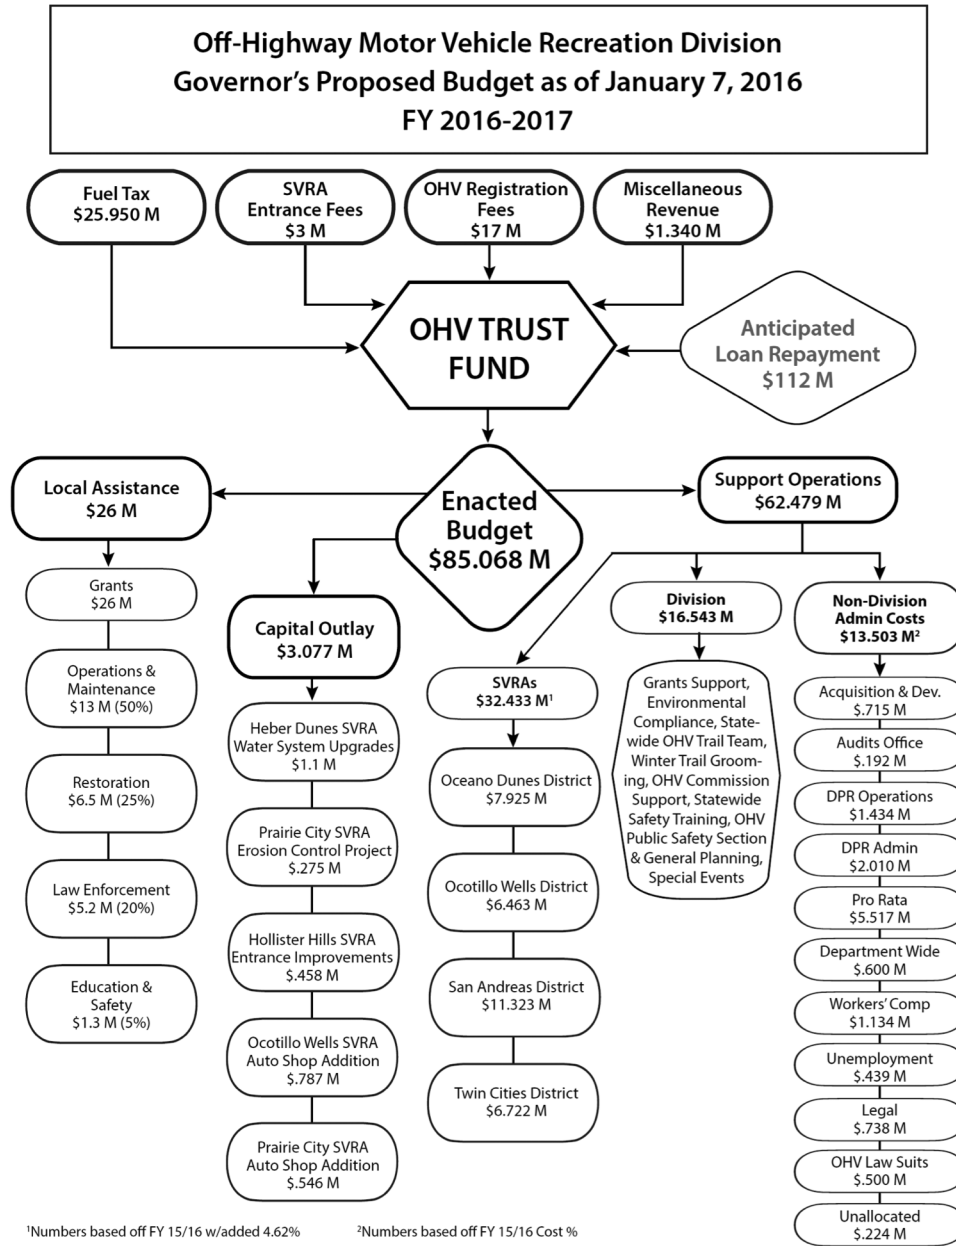 Off-Highway Motor Vehicle Recreation Division
Governor’s Proposed Budget as of January 7, 2016
FY 2016-2017
Fuel Tax
$25.950 M
SVRA
Entrance Fees
$3 M
OHV Registration
Fees
$17 M
Miscellaneous
Revenue
$1.340 M
OHV TRUST
FUND
Anticipated
Loan Repayment
$112 M
Enacted
Budget
$85.068 M
Local Assistance
$26 M
Grants
$26 M
Operations &
Maintenance
$13 M (50%)
Restoration
$6.5 M (25%)
Law Enforcement
$5.2 M (20%)
Education &
Safety
$1.3 M (5%)
Capital Outlay
$3.077 M
Heber Dunes SVRA
Water System Upgrades
$1.1 M
Prairie City SVRA
Erosion Control Project
$.275 M
Hollister Hills SVRA
Entrance Improvements
$.458 M
Ocotillo Wells SVRA
Auto Shop Addition
$.787 M
Prairie City SVRA
Auto Shop Addition
$.546 M
Support Operations
$62.479 M
SVRAs
$32.433 M¹
Oceano Dunes District
$7.925 M
Ocotillo Wells District
$6.463 M
San Andreas District
$11.323 M
Twin Cities District
$6.722 M
Division
$16.543 M
Grants Support,
Environmental
Compliance, State-
wide OHV Trail Team,
Winter Trail Groom-
ing, OHV Commission
Support, Statewide
Safety Training, OHV
Public Safety Section
& General Planning,
Special Events
Non-Division
Admin Costs
$13.503 M²
Acquisition & Dev.
$.715 M
Audits Office
$.192 M
DPR Operations
$1.434 M
DPR Admin
$2.010 M
Pro Rata
$5.517 M
Department Wide
$.600 M
Workers’ Comp
$1.134 M
Unemployment
$.439 M
Legal
$.738 M
OHV Law Suits
$.500 M
Unallocated
$.224 M
¹Numbers based off FY 15/16 w/added 4.62%
²Numbers based off FY 15/16 Cost %